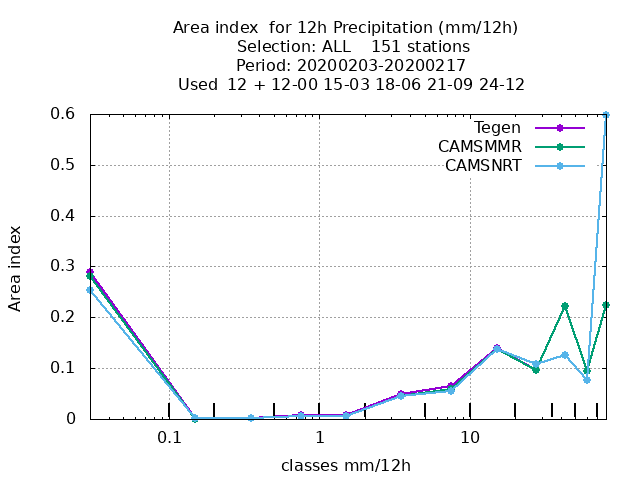 Area index  for 12h Precipitation (mm/12h)
Selection: ALL    151 stations
Period: 20200203-20200217
Used  12 + 12-00 15-03 18-06 21-09 24-12
Tegen
CAMSMMR
CAMSNRT
0.6
0.5
0.4
0.3
0.2
0.1
0
Area index
0.1
1
10
classes mm/12h